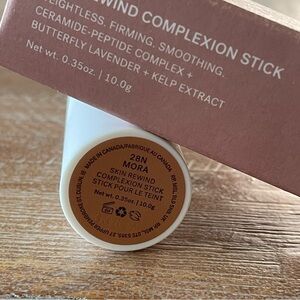 REWIND COMPLEXION STICK
WEIGHTLESS. FIRMING. SMOOTHING.
CERAMIDE-PEPTIDE COMPLEX +
BUTTERFLY LAVENDER + KELP EXTRACT
Net wt. 0.35oz. | 10.0g
MADE IN CANADA/FABRIQUE AU CANADA
28N
MORA
SKIN REWIND
COMPLEXION STICK
STICK POUR LE TEINT
Net wt. 0.35oz. | 10.0g